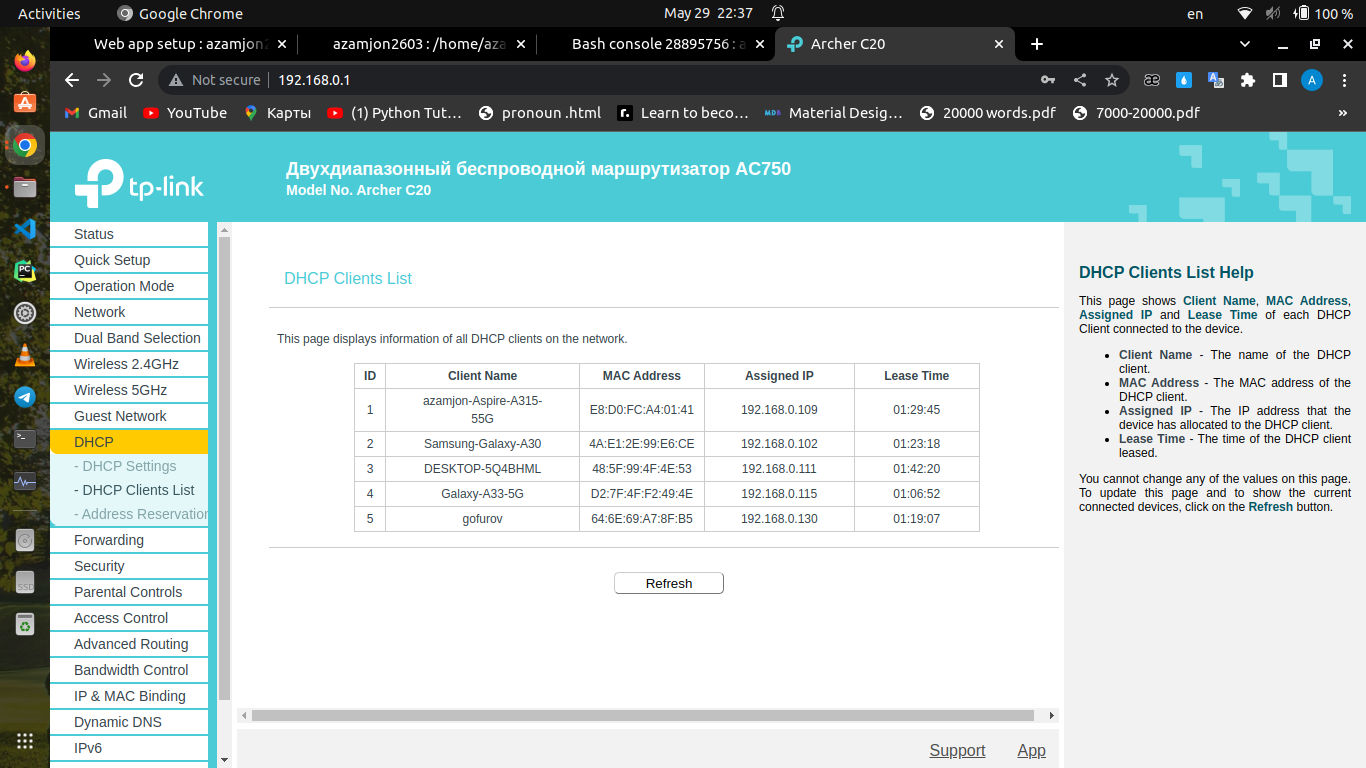 Activities
Google Chrome
May 29 22:37
en
100 %
Web app setup : azamjon2
azamjon2603 : /home/aza
Bash console 28895756 : a
Archer C20
Not secure
192.168.0.1
A
Gmail
YouTube
Карты
(1) Python Tut…
pronoun .html
Learn to beco…
Material Desig…
20000 words.pdf
7000-20000.pdf
»
tp-link
Двухдиапазонный беспроводной маршрутизатор AC750
Model No. Archer C20
Status
Quick Setup
Operation Mode
Network
Dual Band Selection
Wireless 2.4GHz
Wireless 5GHz
Guest Network
DHCP
- DHCP Settings
- DHCP Clients List
- Address Reservation
Forwarding
Security
Parental Controls
Access Control
Advanced Routing
Bandwidth Control
IP & MAC Binding
Dynamic DNS
IPv6
DHCP Clients List
This page displays information of all DHCP clients on the network.
ID Client Name MAC Address Assigned IP Lease Time
1 azamjon-Aspire-A315-55G E8:D0:FC:A4:01:41 192.168.0.109 01:29:45
2 Samsung-Galaxy-A30 4A:E1:2E:99:E6:CE 192.168.0.102 01:23:18
3 DESKTOP-5Q4BHML 48:5F:99:4F:4E:53 192.168.0.111 01:42:20
4 Galaxy-A33-5G D2:7F:4F:F2:49:4E 192.168.0.115 01:06:52
5 gofurov 64:6E:69:A7:8F:B5 192.168.0.130 01:19:07
Refresh
Support
App
DHCP Clients List Help
This page shows Client Name, MAC Address,
Assigned IP and Lease Time of each DHCP
Client connected to the device.
• Client Name - The name of the DHCP
client.
• MAC Address - The MAC address of the
DHCP client.
• Assigned IP - The IP address that the
device has allocated to the DHCP client.
• Lease Time - The time of the DHCP client
leased.
You cannot change any of the values on this page.
To update this page and to show the current
connected devices, click on the Refresh button.